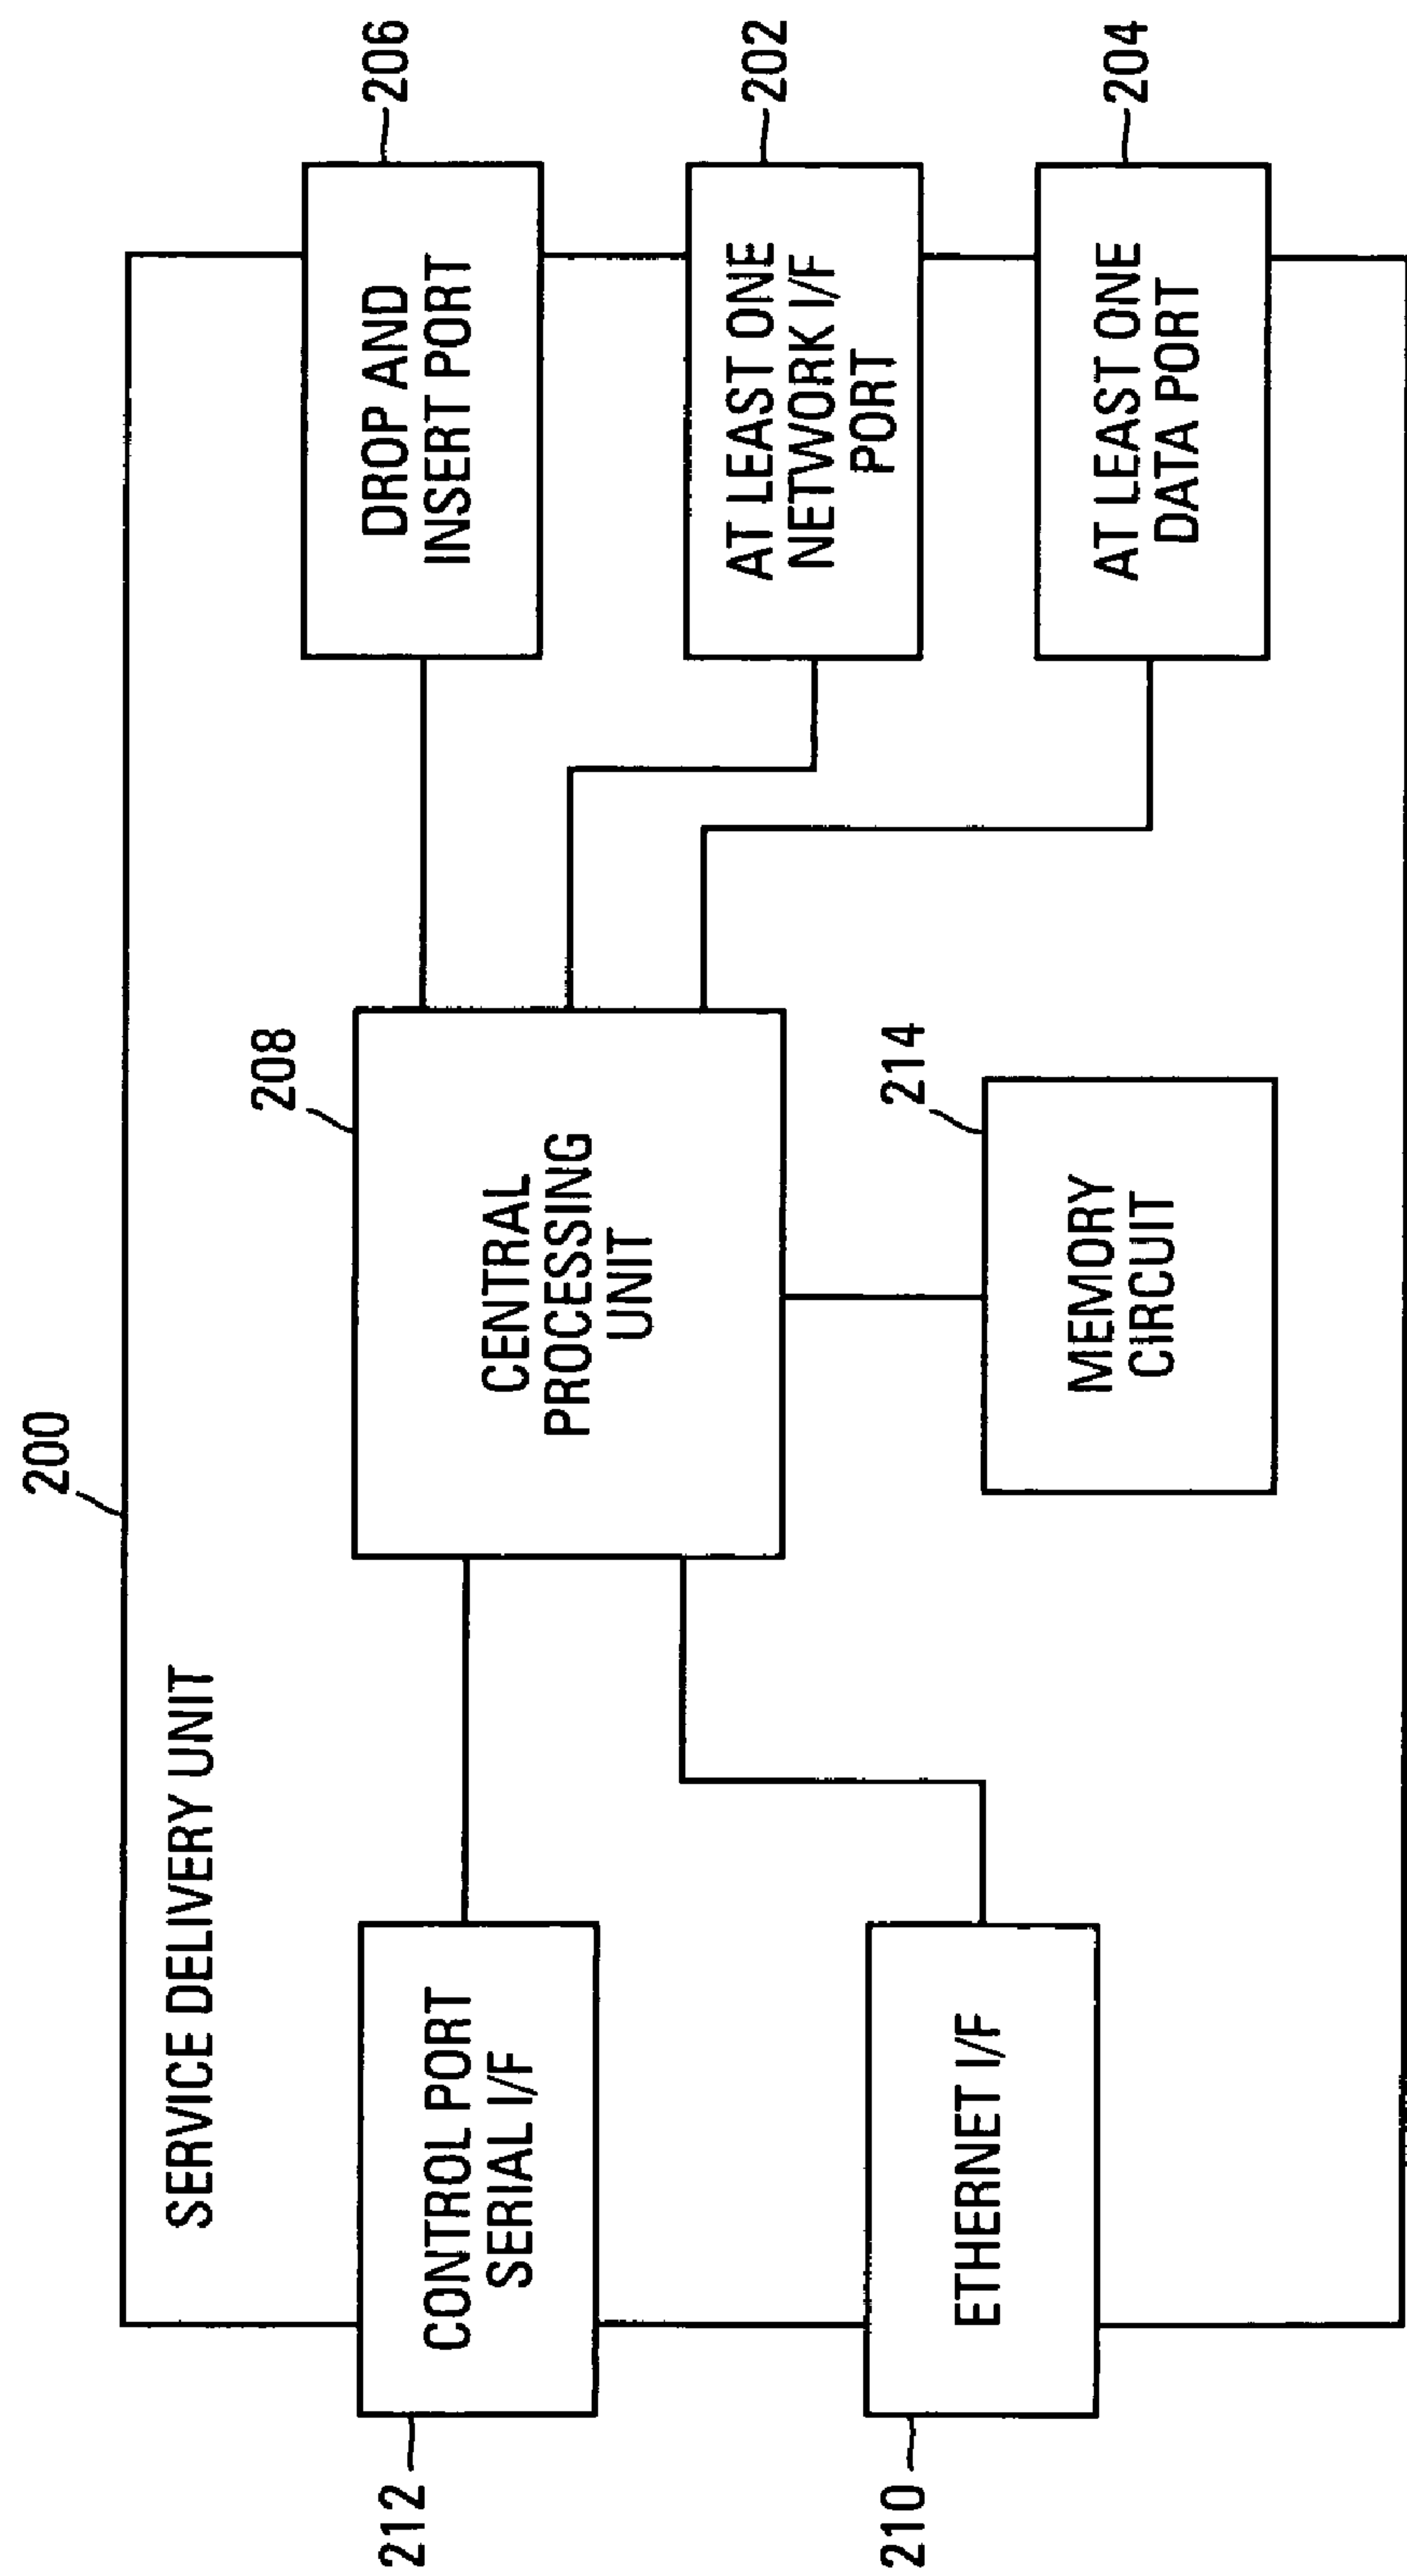 200
SERVICE DELIVERY UNIT
212
CONTROL PORT
SERIAL I/F
208
CENTRAL
PROCESSING
UNIT
DROP AND
INSERT PORT
206
AT LEAST ONE
NETWORK I/F
PORT
202
210
ETHERNET I/F
214
MEMORY
CIRCUIT
AT LEAST ONE
DATA PORT
204